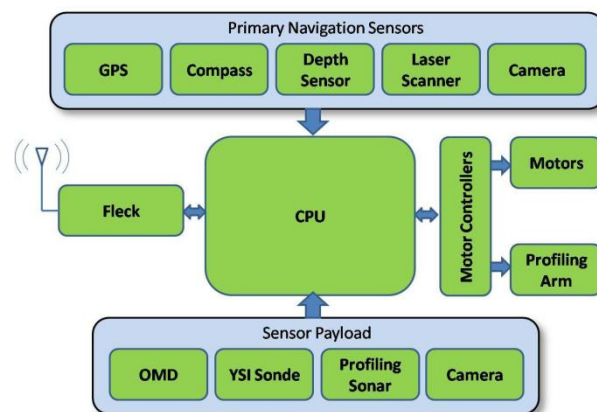 Primary Navigation Sensors
GPS
Compass
Depth
Sensor
Laser
Scanner
Camera
Fleck
CPU
Motor Controllers
Motors
Profiling
Arm
Sensor Payload
OMD
YSI Sonde
Profiling
Sonar
Camera